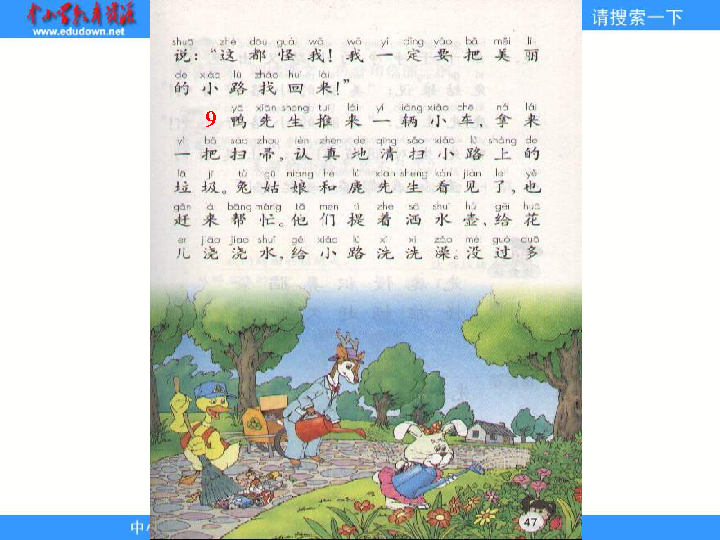 中小学教育资源
www.edudown.net
请搜索一下
shuō zhè dōu guài wǒ wǒ yí dìng yào bǎ měi lì
说：“这都怪我！我一定要把美丽
de xiǎo lù zhǎo huí lái
的小路找回来！”
yā xiān sheng tuī lái yí liàng xiǎo chē ná lái
9 鸭先生推来一辆小车，拿来
yì bǎ sào zhou rèn zhēn de qīng sǎo xiǎo lù shàng de
一把扫帚，认真地清扫小路上的
lā jī tù gū niang hé lù xiān sheng kàn jiàn le yě
垃圾。兔姑娘和鹿先生看见了，也
gǎn lái bāng máng tā men tí zhe sǎ shuǐ hú gěi huā
赶来帮忙。他们提着洒水壶，给花
er jiāo jiao shuǐ gěi xiǎo lù xǐ xǐ zǎo méi guò duō
儿浇浇水，给小路洗洗澡。没过多
47
中